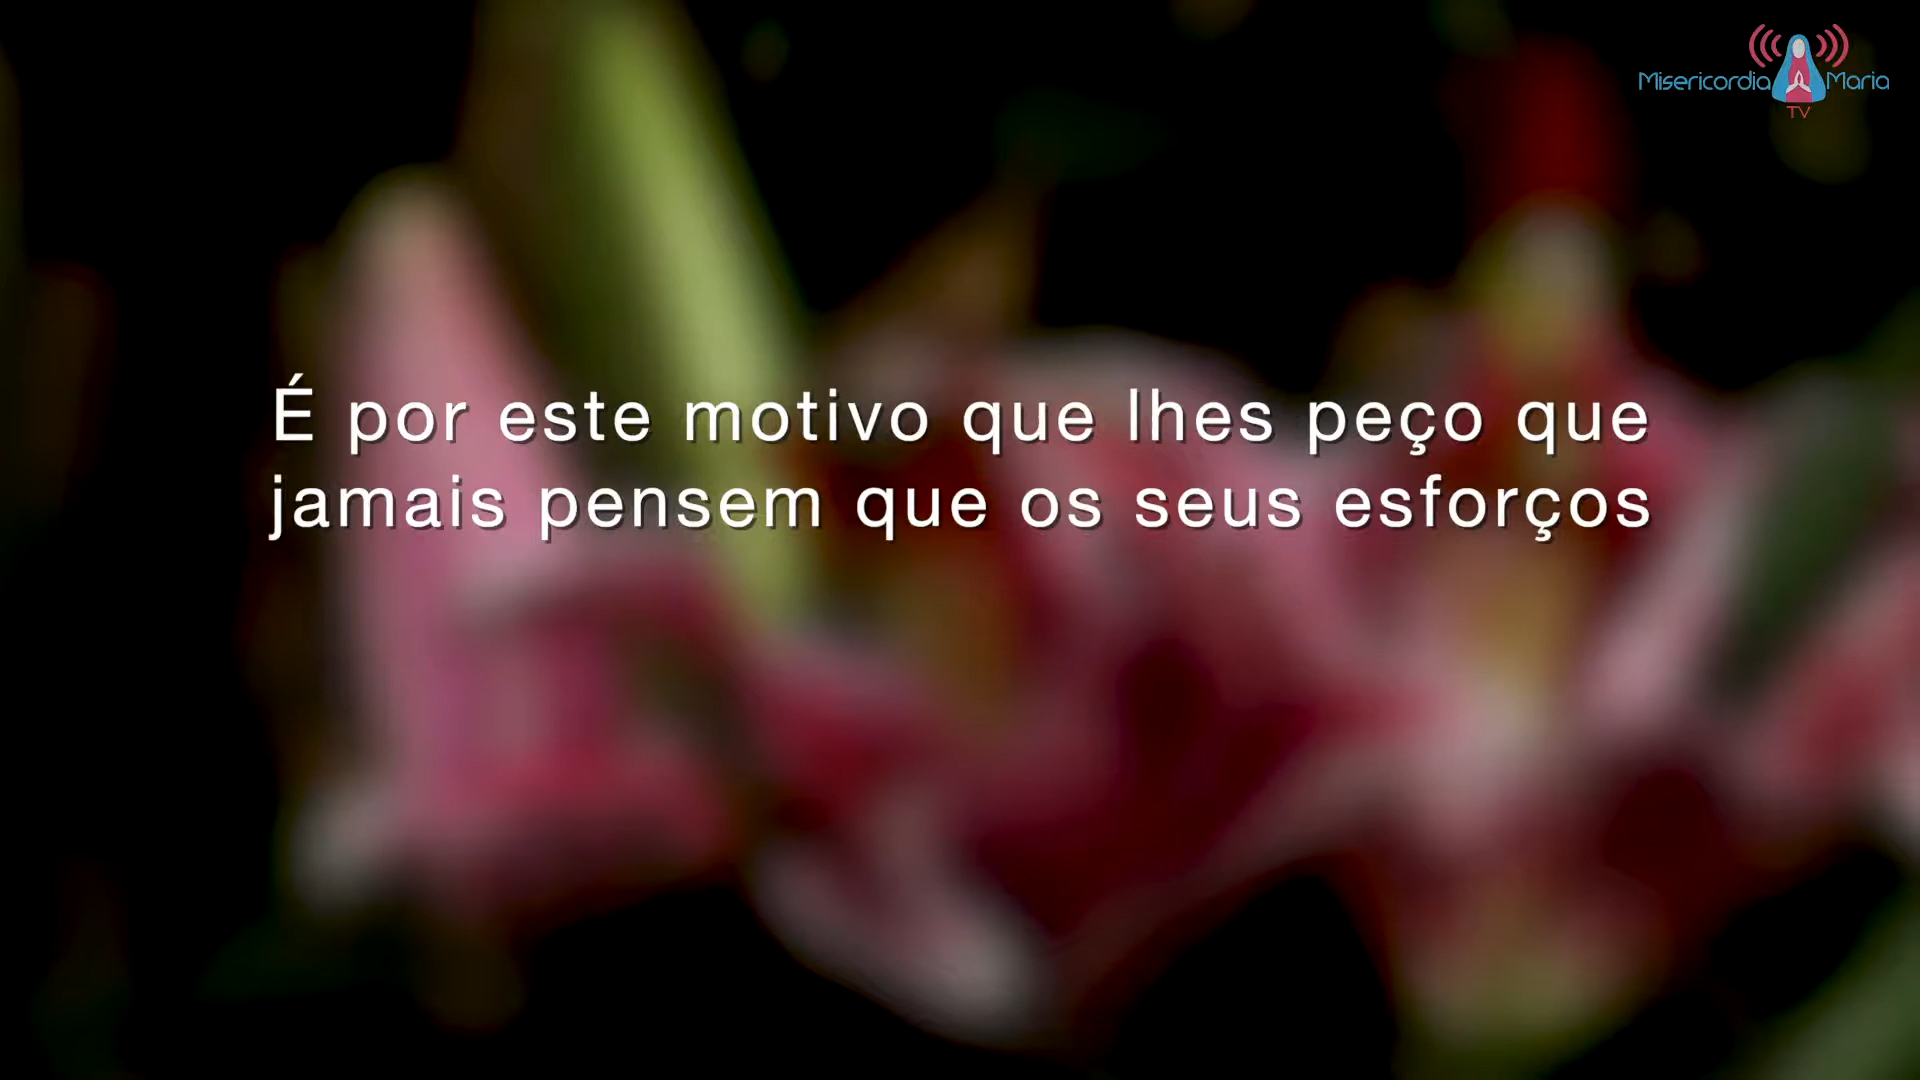 Misericordia Maria
TV
É por este motivo que lhes peço que
jamais pensem que os seus esforços